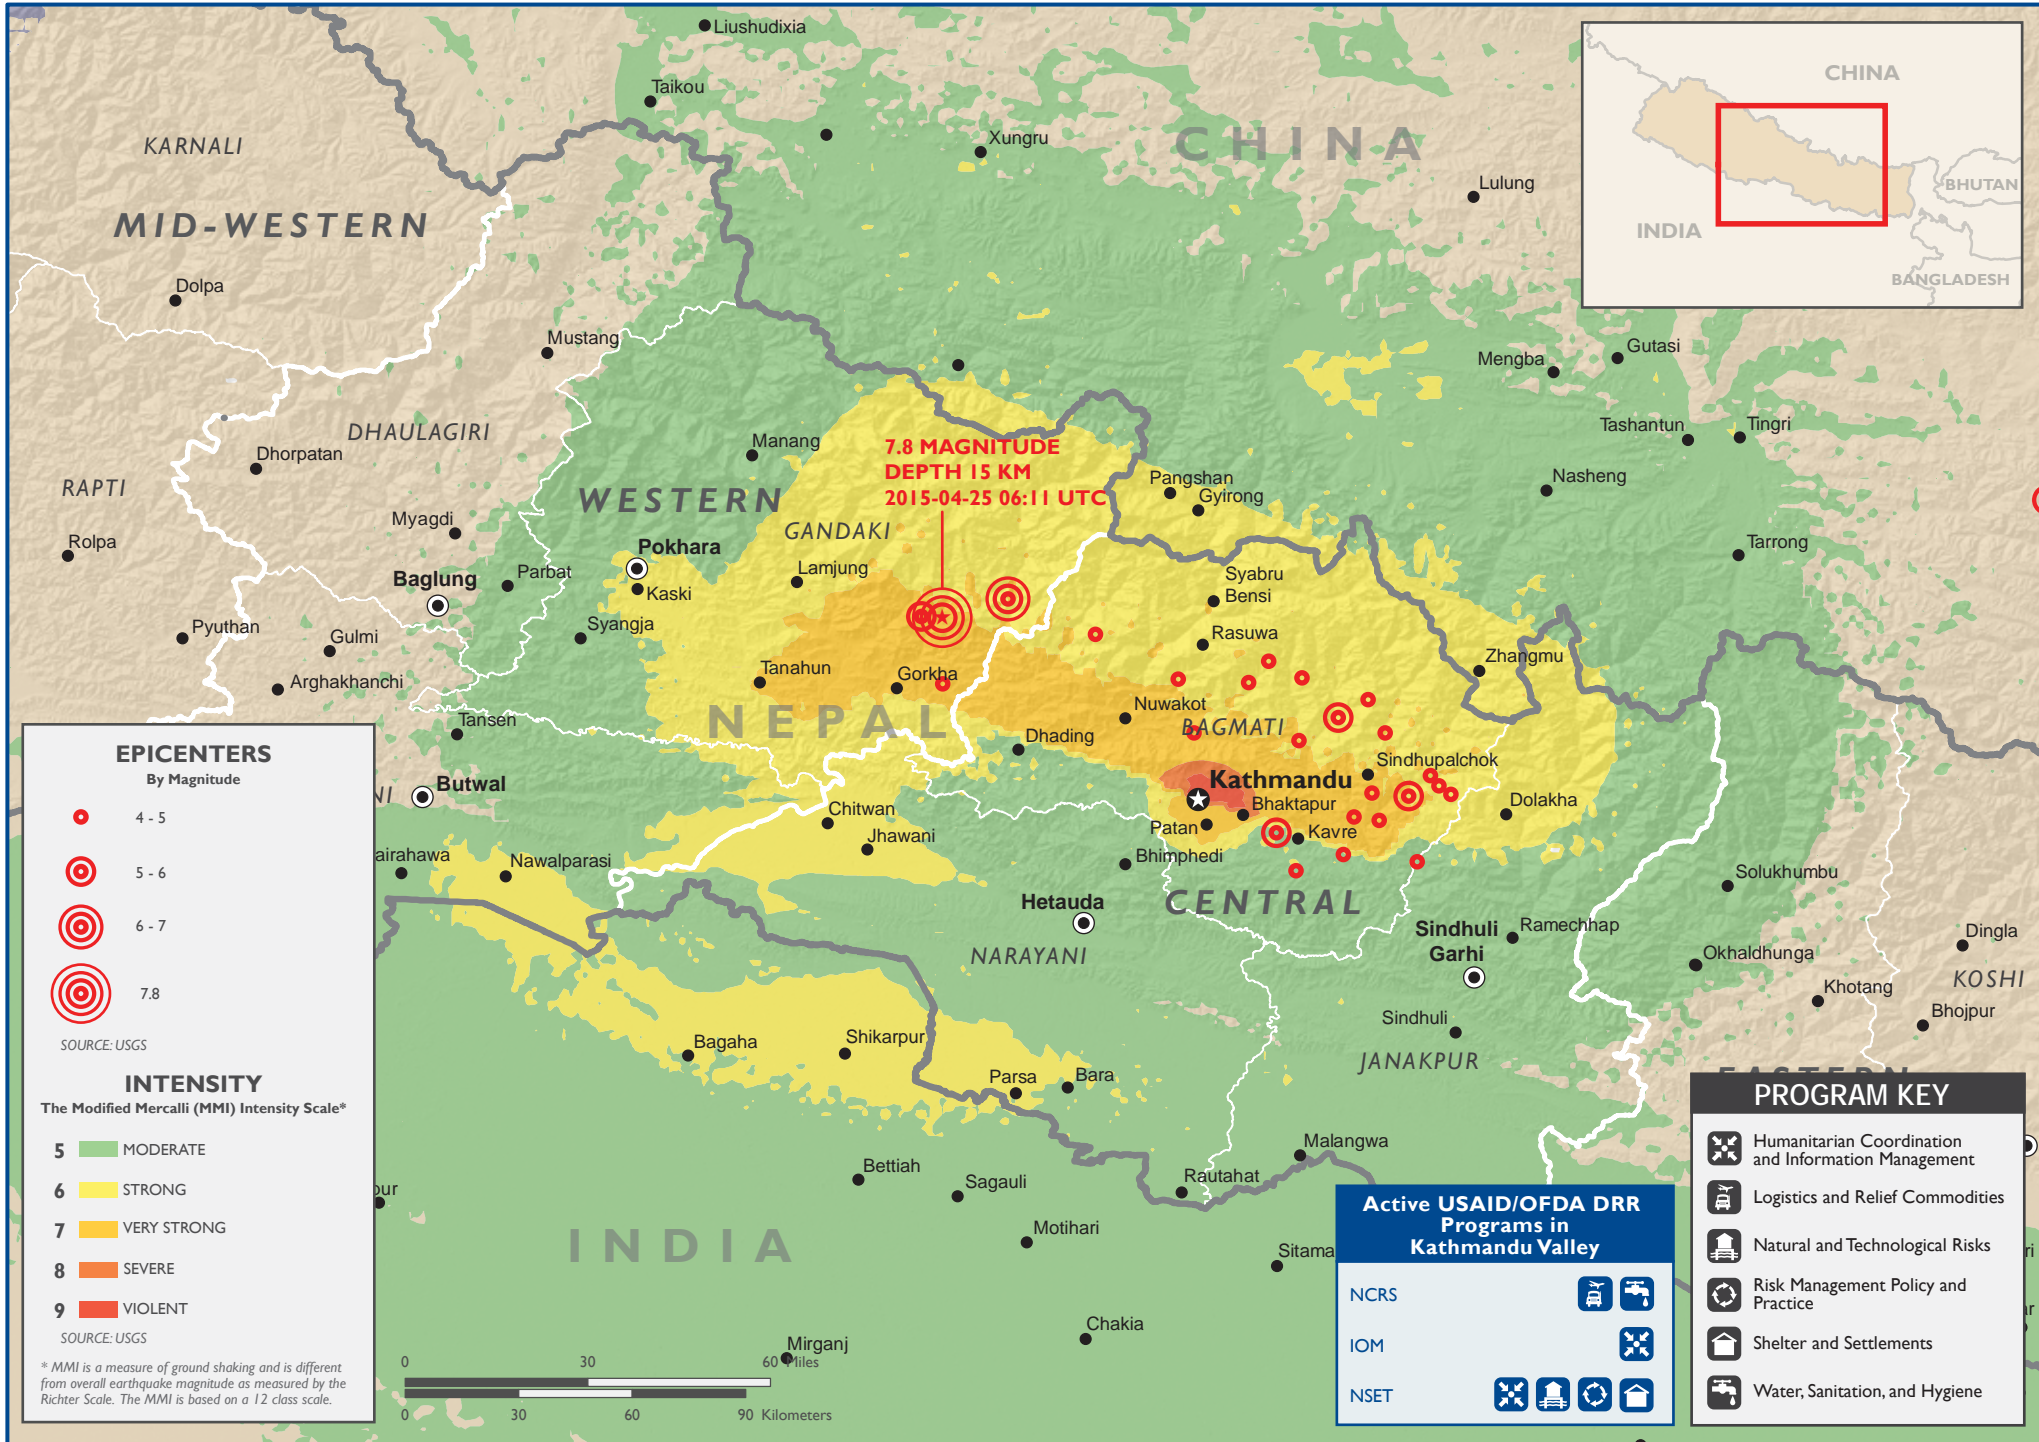 Liushudixia
Taikou
Xungru
CHINA
Lulung
KARNALI
MID-WESTERN
Dolpa
CHINA
BHUTAN
INDIA
BANGLADESH
Mustang
Mengba
Gutasi
DHAULAGIRI
Manang
7.8 MAGNITUDE
DEPTH 15 KM
2015-04-25 06:11 UTC
Tashantun
Tingri
Dhorpatan
RAPTI
WESTERN
Pangshan
Gyirong
Nasheng
Myagdi
GANDAKI
Rolpa
Pokhara
Tarrong
Baglung
Parbat
Lamjung
Kaski
Syabru
Bensi
Pyuthan
Gulmi
Syangja
Rasuwa
Zhangmu
Arghakhanchi
Tanahun
Gorkha
Nuwakot
Tansen
NEPAL
Dhading
BAGMATI
Sindhupalchok
Butwal
NI
Kathmandu
Bhaktapur
Dolakha
Chitwan
Jhawani
Patan
Kavre
airahawa
Nawalparasi
Bhimphedi
Solukhumbu
Hetauda
CENTRAL
Sindhuli
Garhi
Ramechhap
Dingla
NARAYANI
Okhaldhunga
KOSHI
Khotang
Bhojpur
Sindhuli
Bagaha
Shikarpur
JANAKPUR
Parsa
Bara
EASTERN
Malangwa
Bettiah
Sagauli
Rautahat
our
INDIA
Motihari
Sitama
Chakia
Mirganj
ri
ar
EPICENTERS
By Magnitude
4 - 5
5 - 6
6 - 7
7.8
SOURCE: USGS
INTENSITY
The Modified Mercalli (MMI) Intensity Scale*
5 MODERATE
6 STRONG
7 VERY STRONG
8 SEVERE
9 VIOLENT
SOURCE: USGS
* MMI is a measure of ground shaking and is different
from overall earthquake magnitude as measured by the
Richter Scale. The MMI is based on a 12 class scale.
0 30 60 Miles
0 30 60 90 Kilometers
Active USAID/OFDA DRR
Programs in
Kathmandu Valley
NCRS
IOM
NSET
PROGRAM KEY
Humanitarian Coordination
and Information Management
Logistics and Relief Commodities
Natural and Technological Risks
Risk Management Policy and
Practice
Shelter and Settlements
Water, Sanitation, and Hygiene